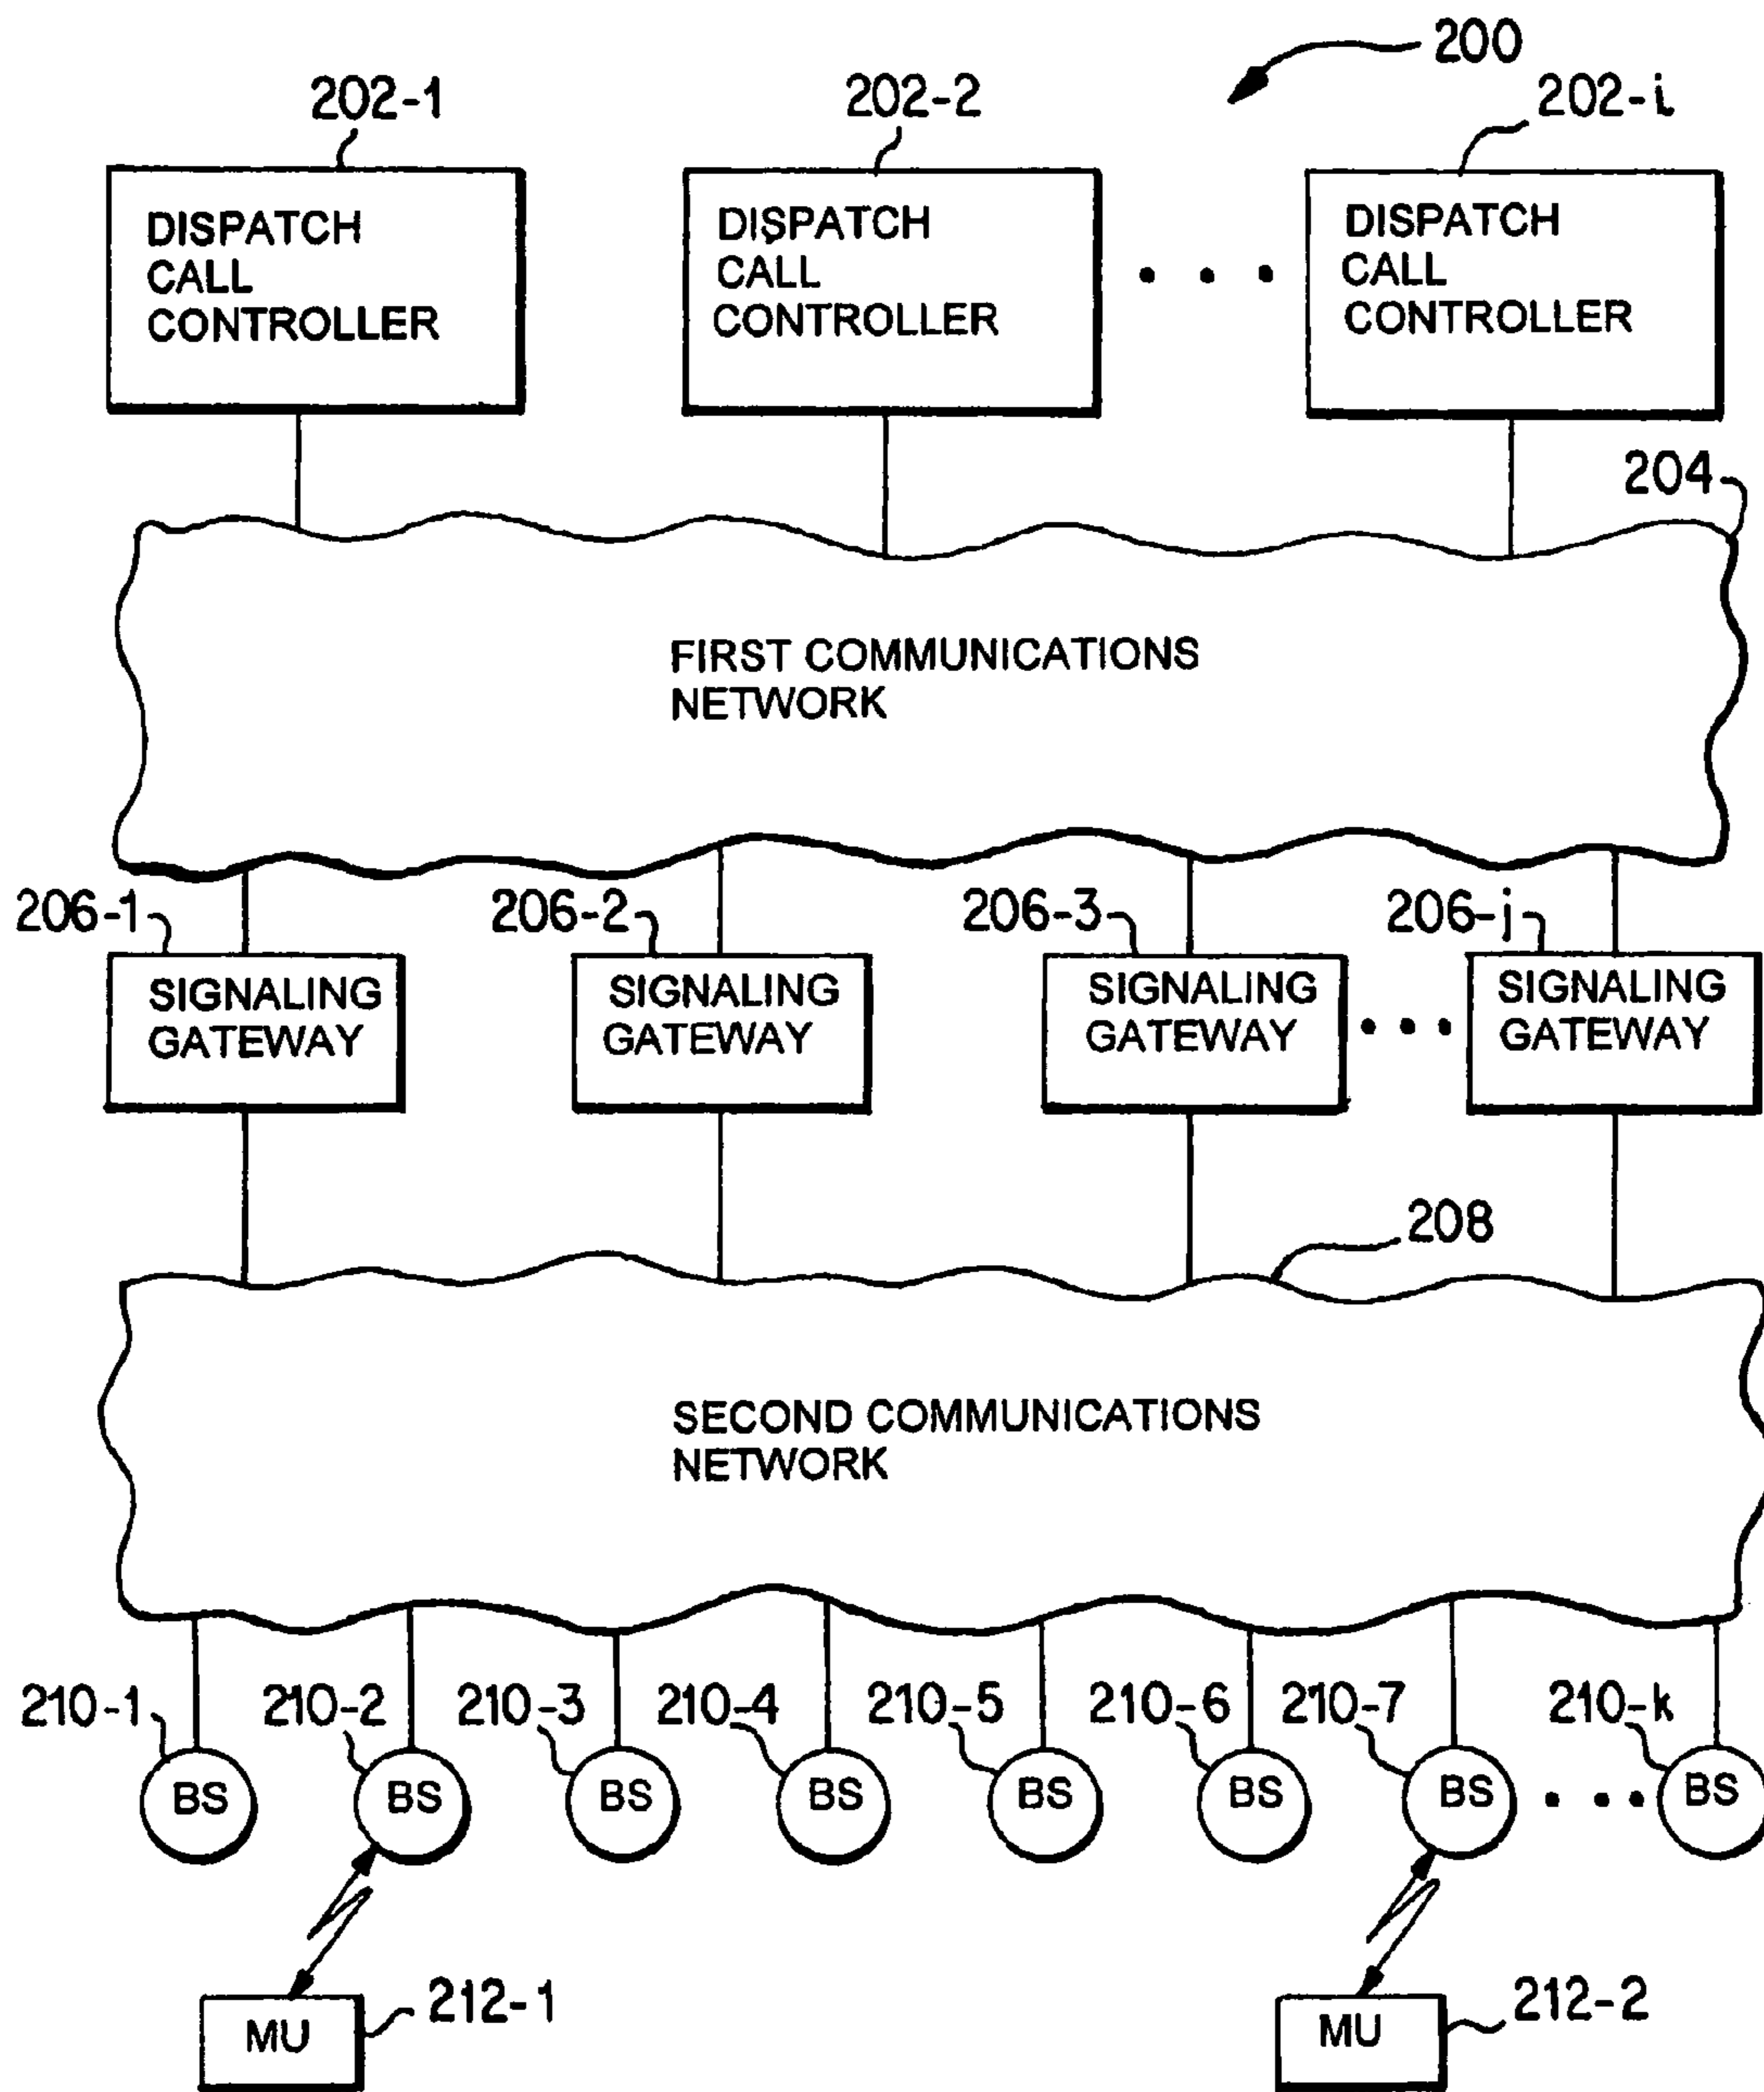 200
202-1
202-2
202-i
DISPATCH
CALL
CONTROLLER
DISPATCH
CALL
CONTROLLER
DISPATCH
CALL
CONTROLLER
204
FIRST COMMUNICATIONS
NETWORK
206-1
206-2
206-3
206-j
SIGNALING
GATEWAY
SIGNALING
GATEWAY
SIGNALING
GATEWAY
SIGNALING
GATEWAY
208
SECOND COMMUNICATIONS
NETWORK
210-1
210-2
210-3
210-4
210-5
210-6
210-7
210-k
BS
BS
BS
BS
BS
BS
BS
BS
MU
212-1
MU
212-2